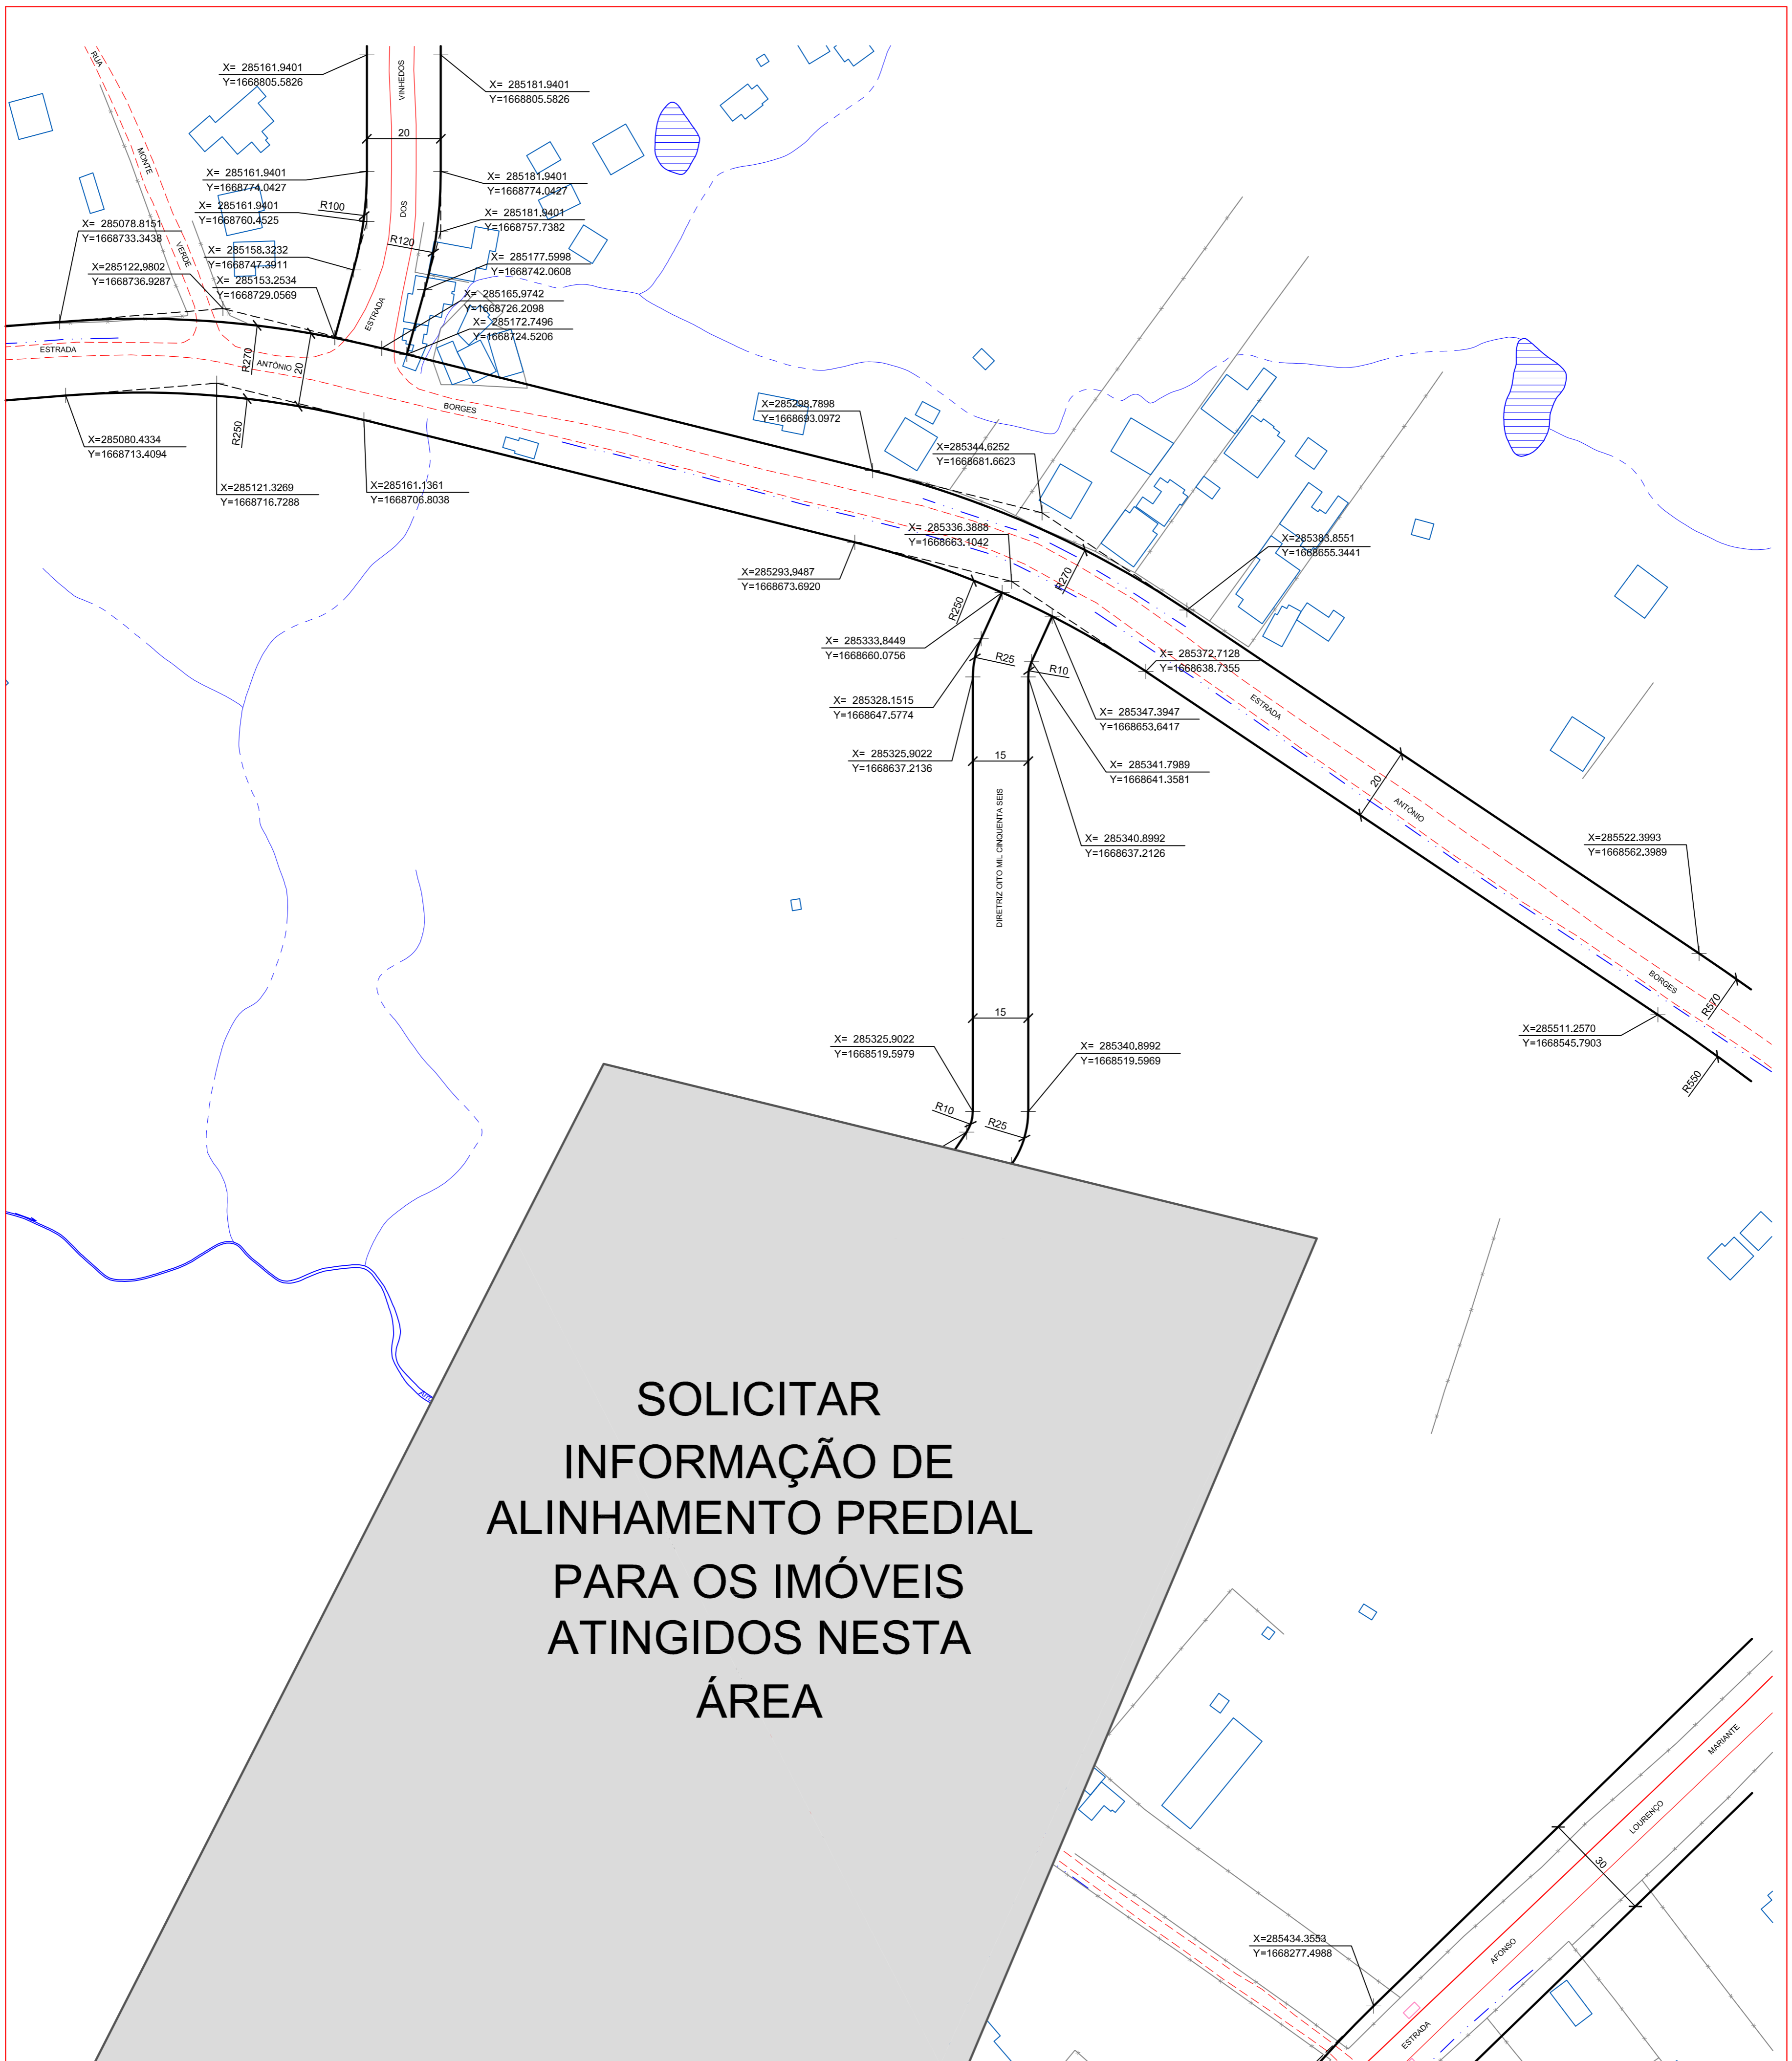 RUA
MONTE
VERDE
X= 285161.9401
Y=1668805.5826
VINHEDOS
X= 285181.9401
Y=1668805.5826
20
X= 285161.9401
Y=1668774.0427
X= 285181.9401
Y=1668774.0427
X= 285161.9401
Y=1668760.4525
R100
DOS
X= 285181.9401
Y=1668757.7382
X= 285078.8151
Y=1668733.3438
R120
X= 285158.3232
Y=1668747.3911
X= 285177.5998
Y=1668742.0608
X=285122.9802
Y=1668736.9287
X= 285153.2534
Y=1668729.0569
X= 285165.9742
Y=1668726.2098
ESTRADA
X= 285172.7496
Y=1668724.5206
ESTRADA
R270
ANTÔNIO
20
BORGES
X=285298.7898
Y=1668693.0972
X=285080.4334
Y=1668713.4094
R250
X=285344.6252
Y=1668681.6623
X=285121.3269
Y=1668716.7288
X=285161.1361
Y=1668706.8038
X= 285336.3888
Y=1668663.1042
X=285383.8551
Y=1668655.3441
X=285293.9487
Y=1668673.6920
R270
R250
X= 285333.8449
Y=1668660.0756
R25
R10
X= 285372.7128
Y=1668638.7355
X= 285328.1515
Y=1668647.5774
X= 285347.3947
Y=1668653.6417
ESTRADA
X= 285325.9022
Y=1668637.2136
15
X= 285341.7989
Y=1668641.3581
20
ANTÔNIO
DIRETRIZ OITO MIL CINQUENTA SEIS
X= 285340.8992
Y=1668637.2126
X=285522.3993
Y=1668562.3989
BORGES
R570
15
X=285511.2570
Y=1668545.7903
R550
X= 285325.9022
Y=1668519.5979
X= 285340.8992
Y=1668519.5969
R10
R25
SOLICITAR
INFORMAÇÃO DE
ALINHAMENTO PREDIAL
PARA OS IMÓVEIS
ATINGIDOS NESTA
ÁREA
MARIANTE
LOURENÇO
30
X=285434.3553
Y=1668277.4988
AFONSO
ESTRADA